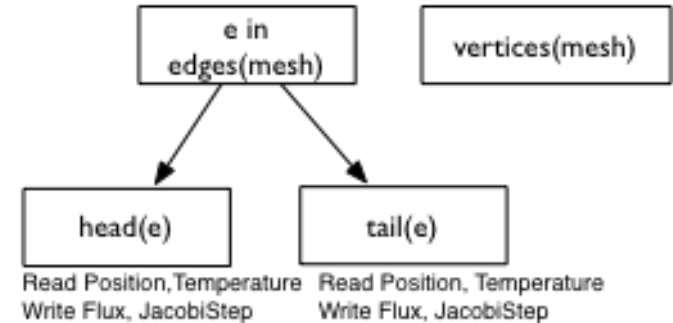 e in
edges(mesh)
vertices(mesh)
head(e)
tail(e)
Read Position,Temperature
Write Flux, JacobiStep
Read Position, Temperature
Write Flux, JacobiStep